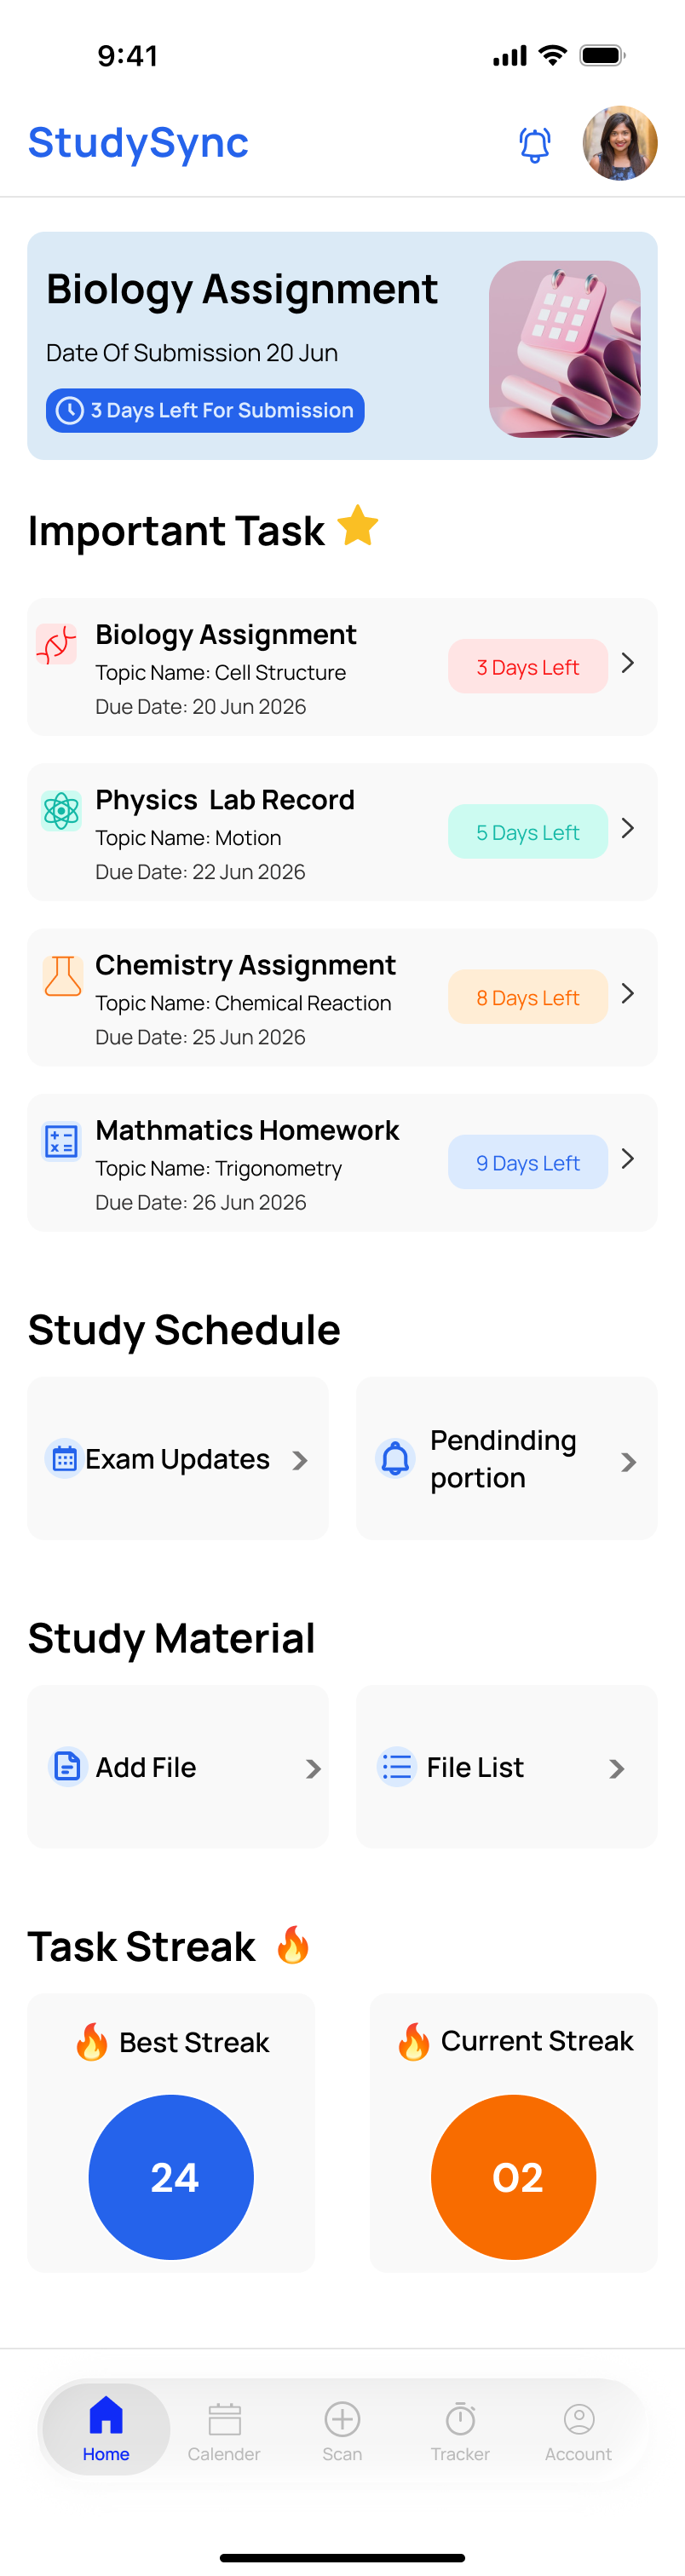 9:41
StudySync
Biology Assignment
Date Of Submission 20 Jun
3 Days Left For Submission
Important Task
Biology Assignment
Topic Name: Cell Structure
Due Date: 20 Jun 2026
3 Days Left
Physics  Lab Record
Topic Name: Motion
Due Date: 22 Jun 2026
5 Days Left
Chemistry Assignment
Topic Name: Chemical Reaction
Due Date: 25 Jun 2026
8 Days Left
Mathmatics Homework
Topic Name: Trigonometry
Due Date: 26 Jun 2026
9 Days Left
Study Schedule
Exam Updates
Pendinding
portion
Study Material
Add File
File List
Task Streak 🔥
🔥 Best Streak
24
🔥 Current Streak
02
Home
Calender
Scan
Tracker
Account